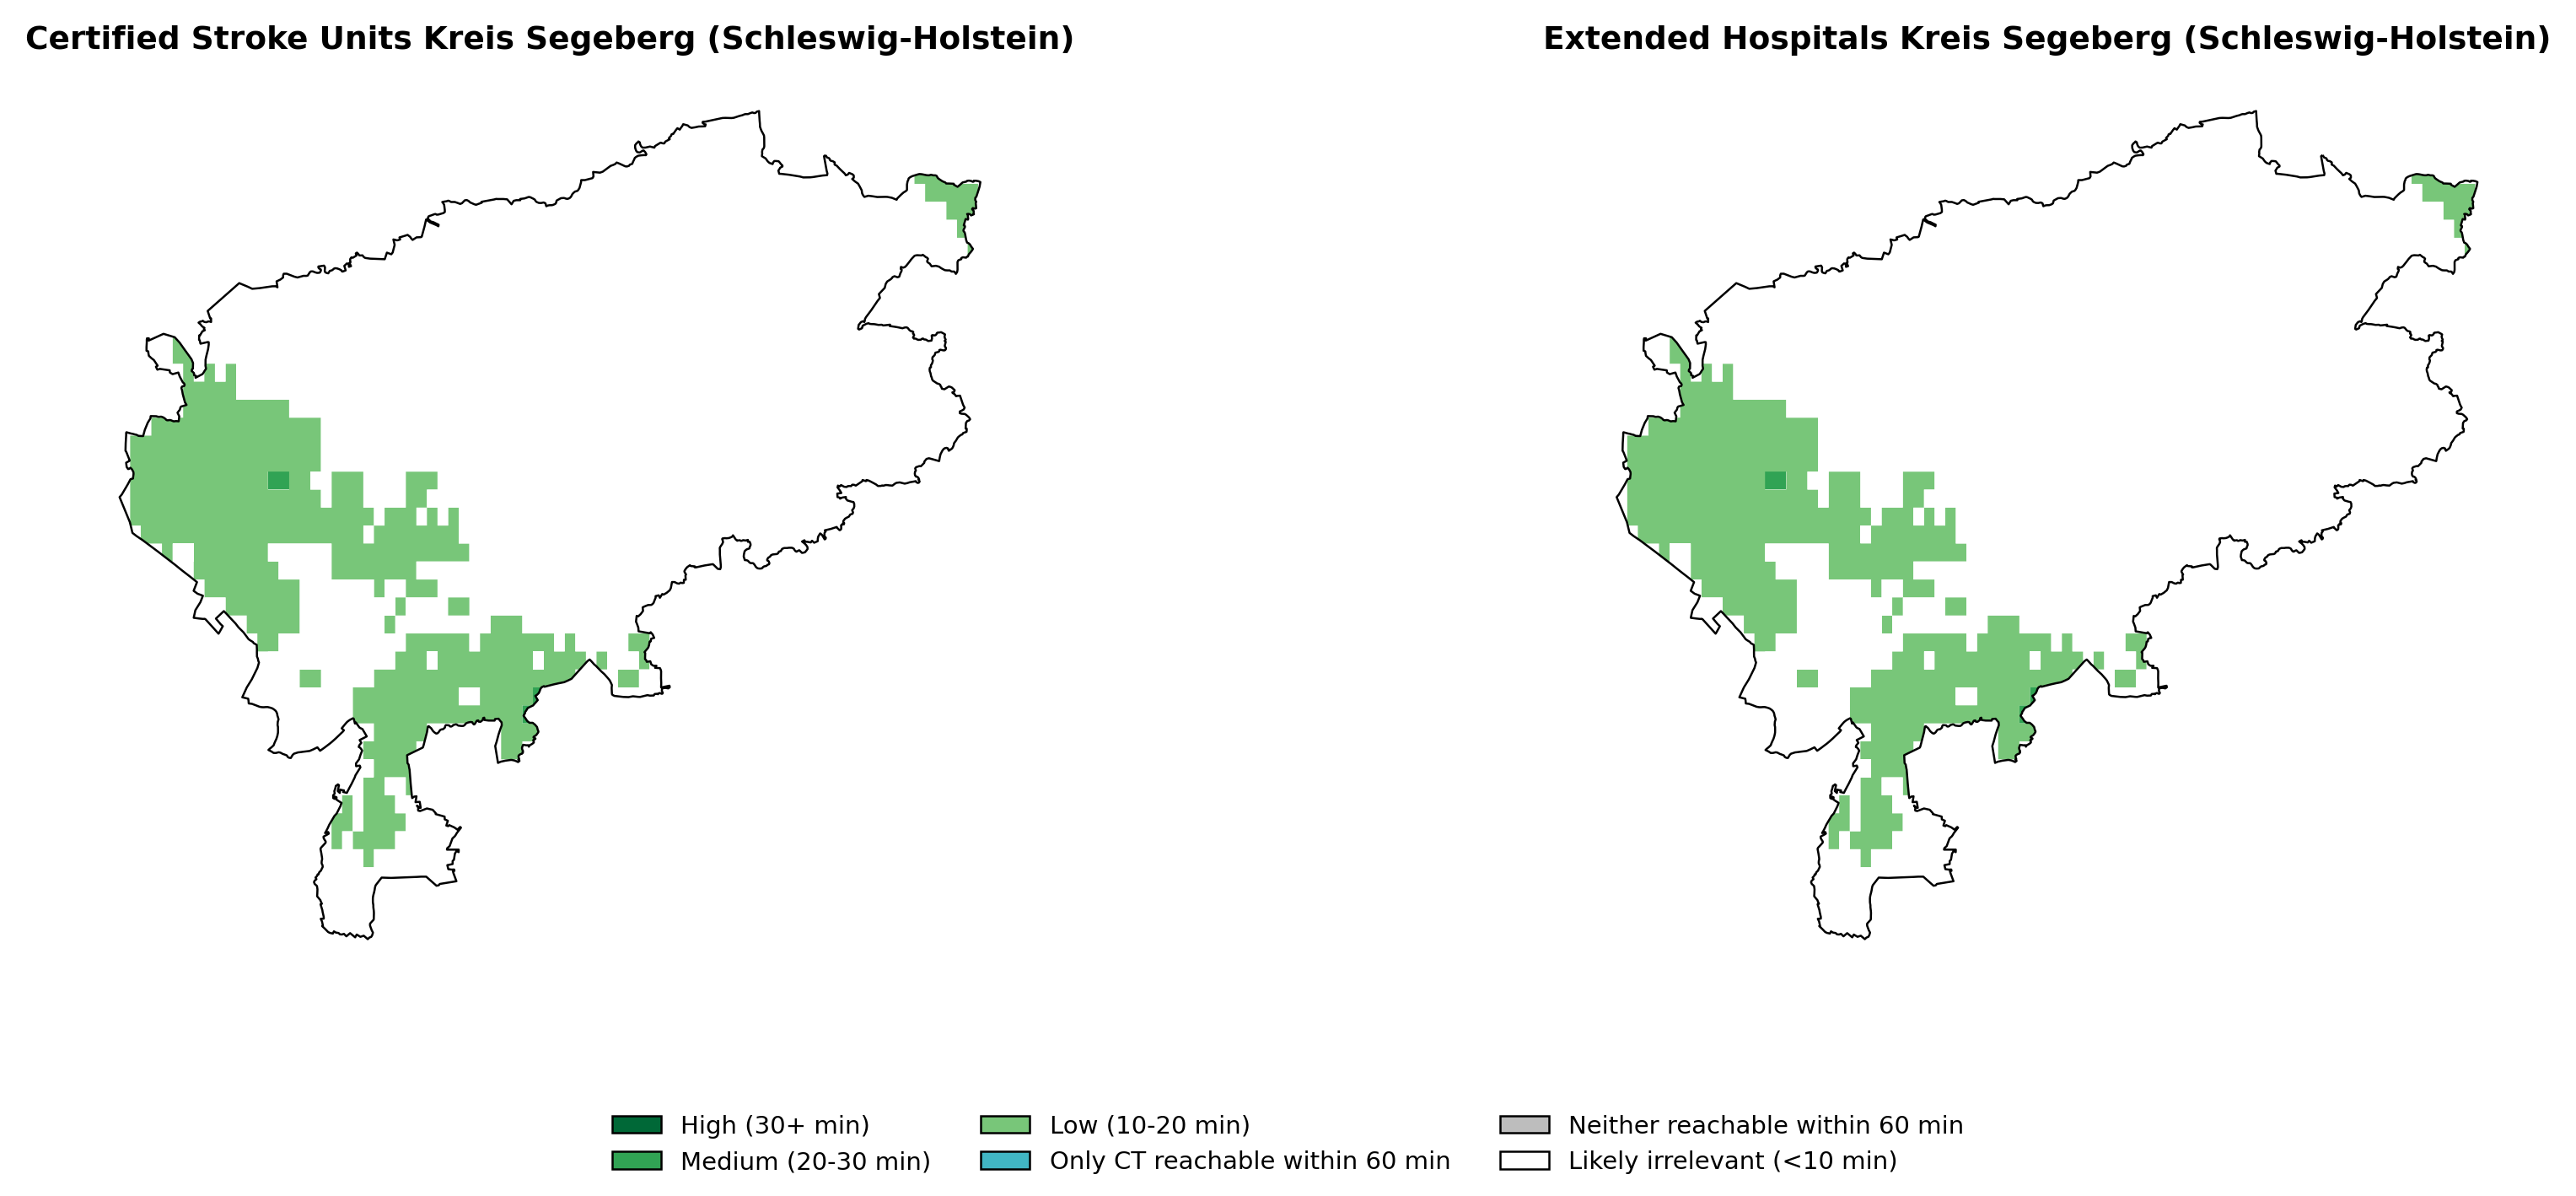 Certified Stroke Units Kreis Segeberg (Schleswig-Holstein)
Extended Hospitals Kreis Segeberg (Schleswig-Holstein)
High (30+ min)
Medium (20-30 min)
Low (10-20 min)
Only CT reachable within 60 min
Neither reachable within 60 min
Likely irrelevant (<10 min)